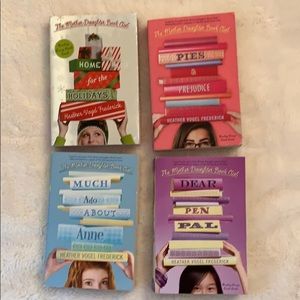 The Mother-Daughter Book Club
HOME
for the
HOLIDAYS
Heather Vogel Frederick
The Mother-Daughter Book Club
PIES
&
PREJUDICE
HEATHER VOGEL FREDERICK
The Mother-Daughter Book Club
MUCH
Ado
ABOUT
Anne
HEATHER VOGEL FREDERICK
The Mother-Daughter Book Club
DEAR
PEN
PAL
HEATHER VOGEL FREDERICK